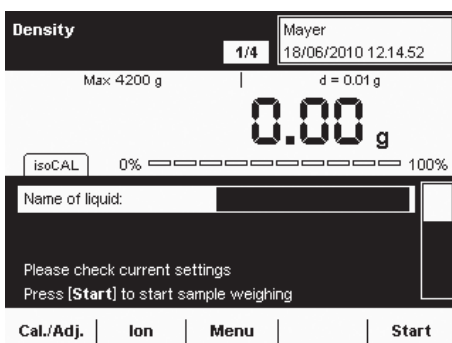 Density
Mayer
1/4
18/06/2010 12.14.52
Max 4200 g
d = 0.01 g
0.00 g
isoCAL 0% 100%
Name of liquid:
Please check current settings
Press [Start] to start sample weighing
Cal./Adj. Ion Menu Start